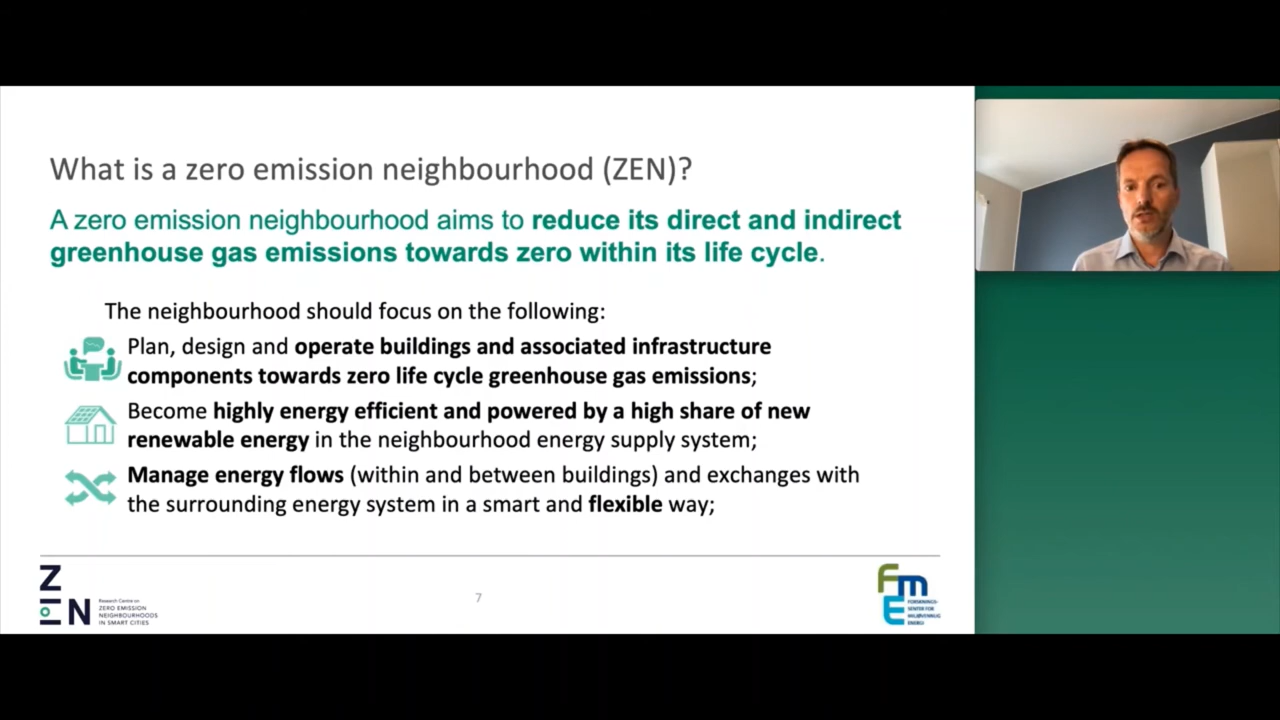 What is a zero emission neighbourhood (ZEN)?
A zero emission neighbourhood aims to reduce its direct and indirect
greenhouse gas emissions towards zero within its life cycle.
The neighbourhood should focus on the following:
Plan, design and operate buildings and associated infrastructure
components towards zero life cycle greenhouse gas emissions;
Become highly energy efficient and powered by a high share of new
renewable energy in the neighbourhood energy supply system;
Manage energy flows (within and between buildings) and exchanges with
the surrounding energy system in a smart and flexible way;
ZEN
Research Centre on
ZERO EMISSION
NEIGHBOURHOODS
IN SMART CITIES
7
FME
FORSKNINGS-
SENTER FOR
MILJØVENNLIG
ENERGI